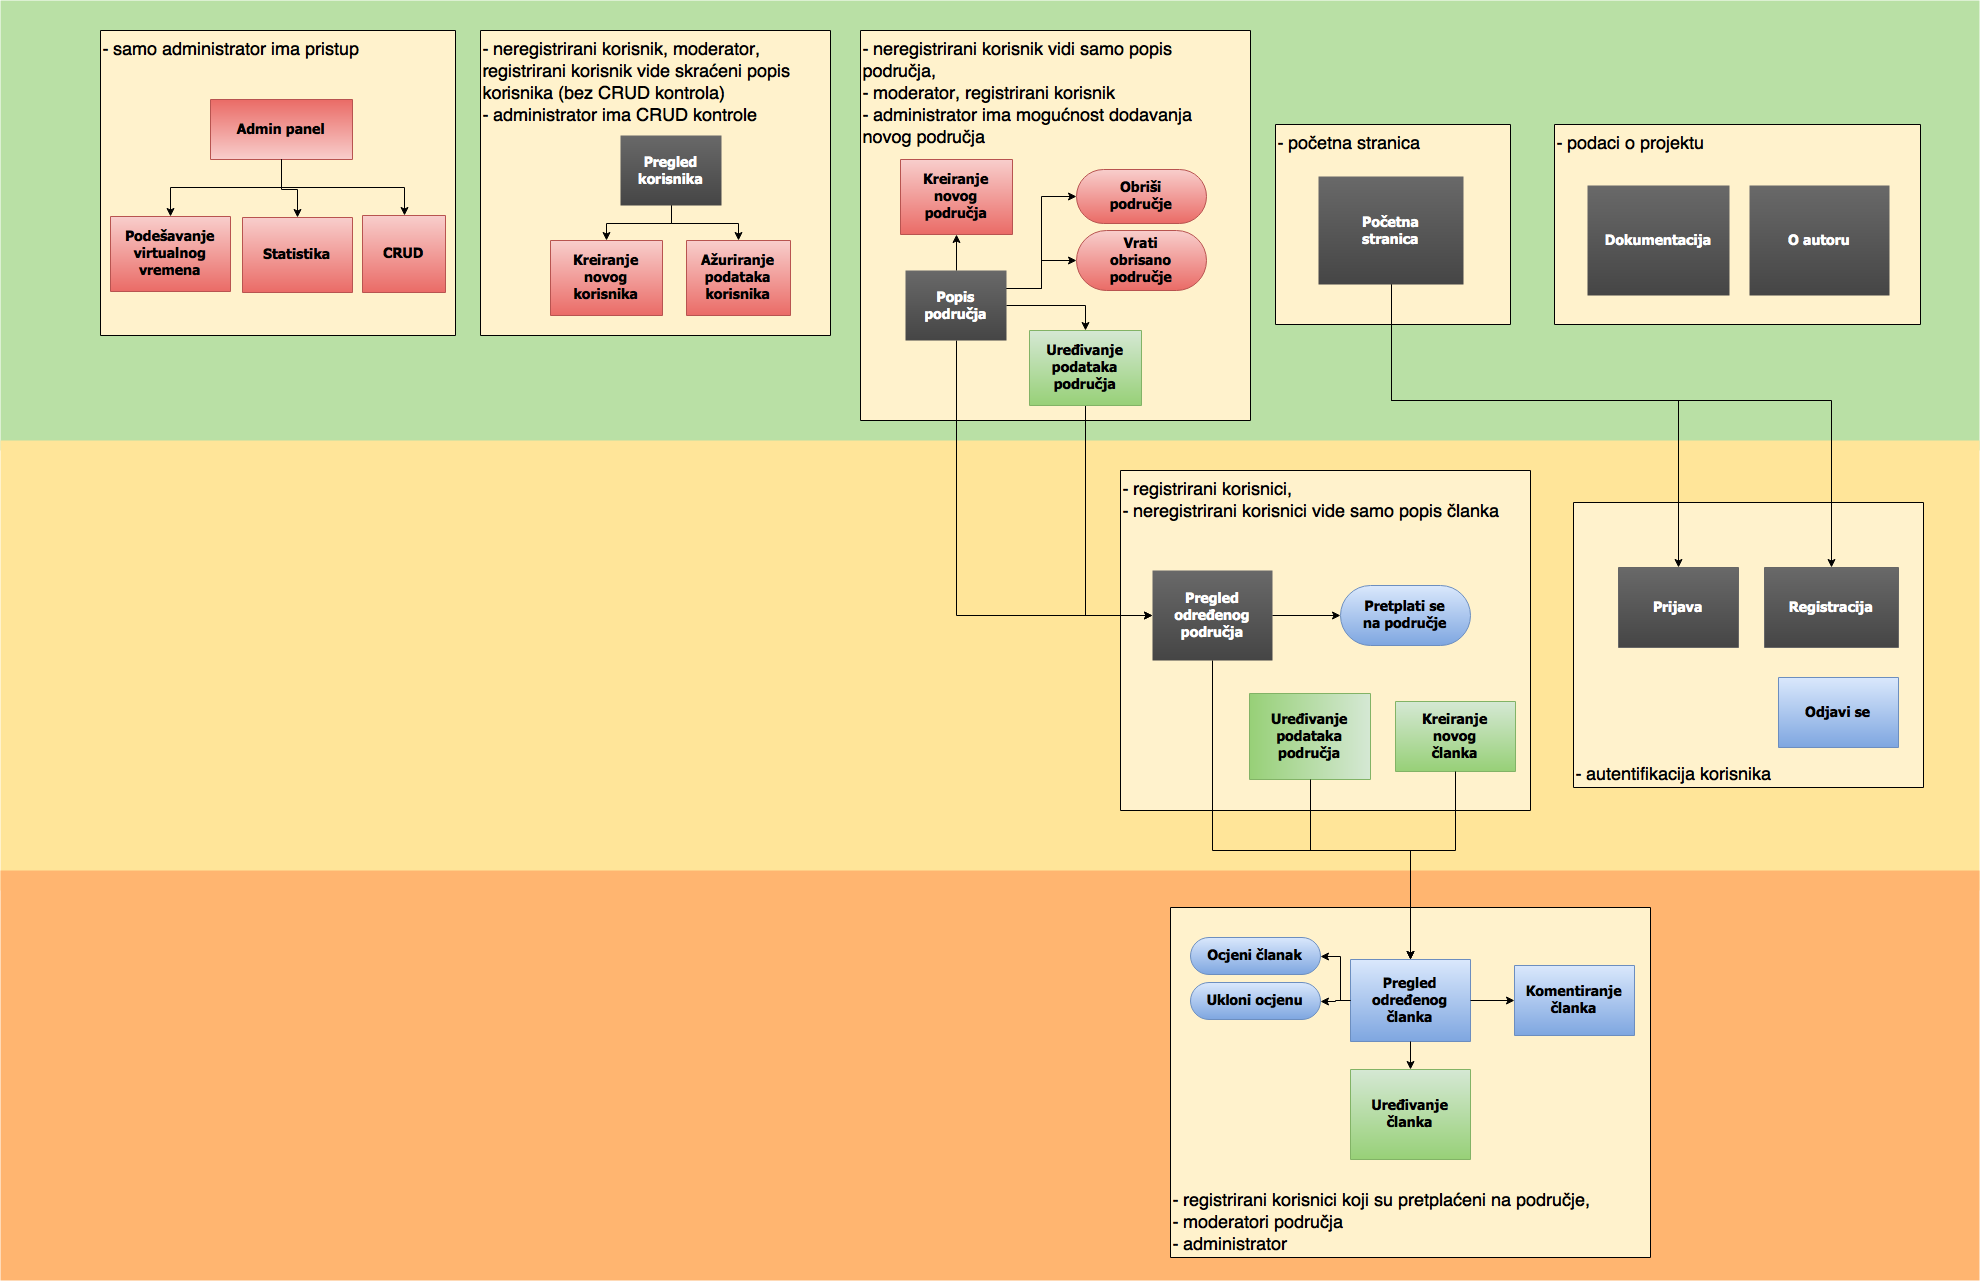 - samo administrator ima pristup
Admin panel
Podešavanje
virtualnog
vremena
Statistika
CRUD
- neregistrirani korisnik, moderator,
registrirani korisnik vide skraćeni popis
korisnika (bez CRUD kontrola)
- administrator ima CRUD kontrole
Pregled
korisnika
Kreiranje
novog
korisnika
Ažuriranje
podataka
korisnika
- neregistrirani korisnik vidi samo popis
područja,
- moderator, registrirani korisnik
- administrator ima mogućnost dodavanja
novog područja
Kreiranje
novog
područja
Obriši
područje
Vrati
obrisano
područje
Popis
područja
Uređivanje
podataka
područja
- početna stranica
Početna
stranica
- podaci o projektu
Dokumentacija
O autoru
- registrirani korisnici,
- neregistrirani korisnici vide samo popis članka
Pregled
određenog
područja
Pretplati se
na područje
Uređivanje
podataka
područja
Kreiranje
novog
članka
Prijava
Registracija
Odjavi se
- autentifikacija korisnika
Ocjeni članak
Ukloni ocjenu
Pregled
određenog
članka
Komentiranje
članka
Uređivanje
članka
- registrirani korisnici koji su pretplaćeni na područje,
- moderatori područja
- administrator